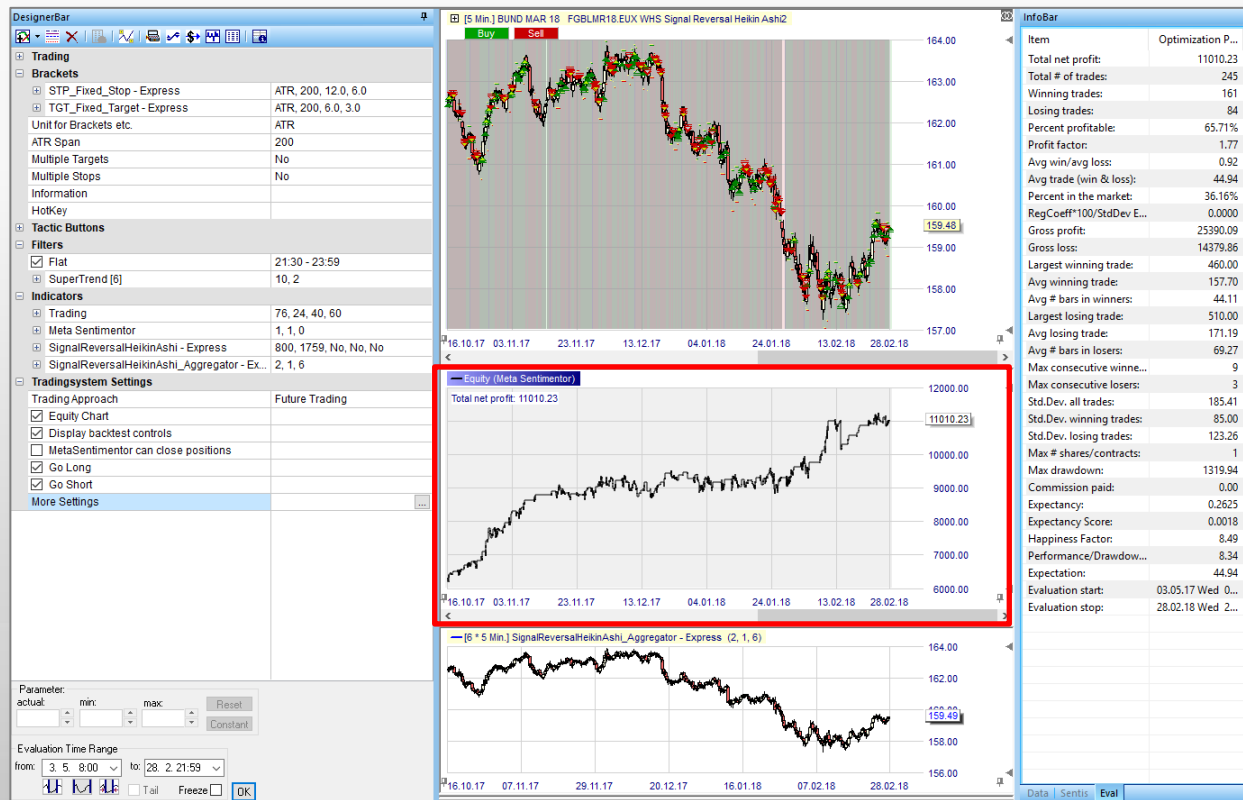 DesignerBar
Trading
Brackets
STP_Fixed_Stop - Express ATR, 200, 12.0, 6.0
TGT_Fixed_Target - Express ATR, 200, 6.0, 3.0
Unit for Brackets etc. ATR
ATR Span 200
Multiple Targets No
Multiple Stops No
Information
HotKey
Tactic Buttons
Filters
Flat 21:30 - 23:59
SuperTrend [6] 10, 2
Indicators
Trading 76, 24, 40, 60
Meta Sentimentor 1, 1, 0
SignalReversalHeikinAshi - Express 800, 1759, No, No, No
SignalReversalHeikinAshi_Aggregator - Ex... 2, 1, 6
Tradingsystem Settings
Trading Approach Future Trading
Equity Chart
Display backtest controls
MetaSentimentor can close positions
Go Long
Go Short
More Settings ...
Parameter:
actual: min: max: Reset
Constant
Evaluation Time Range
from: 3. 5. 8:00 to: 28. 2. 21:59
Tail Freeze OK
[5 Min.] BUND MAR 18 FGBLMR18.EUX WHS Signal Reversal Heikin Ashi2
Buy Sell
164.00
163.00
162.00
161.00
160.00
159.48
159.00
158.00
157.00
16.10.17 03.11.17 23.11.17 13.12.17 04.01.18 24.01.18 13.02.18 28.02.18
Equity (Meta Sentimentor)
Total net profit: 11010.23
12000.00
11010.23
10000.00
9000.00
8000.00
7000.00
6000.00
16.10.17 03.11.17 23.11.17 13.12.17 04.01.18 24.01.18 13.02.18 28.02.18
[6 * 5 Min.] SignalReversalHeikinAshi_Aggregator - Express (2, 1, 6)
164.00
162.00
159.49
158.00
156.00
16.10.17 07.11.17 29.11.17 20.12.17 16.01.18 07.02.18 28.02.18
InfoBar
Item Optimization P...
Total net profit: 11010.23
Total # of trades: 245
Winning trades: 161
Losing trades: 84
Percent profitable: 65.71%
Profit factor: 1.77
Avg win/avg loss: 0.92
Avg trade (win & loss): 44.94
Percent in the market: 36.16%
RegCoeff*100/StdDev E... 0.0000
Gross profit: 25390.09
Gross loss: 14379.86
Largest winning trade: 460.00
Avg winning trade: 157.70
Avg # bars in winners: 44.11
Largest losing trade: 510.00
Avg losing trade: 171.19
Avg # bars in losers: 69.27
Max consecutive winne... 9
Max consecutive losers: 3
Std.Dev. all trades: 185.41
Std.Dev. winning trades: 85.00
Std.Dev. losing trades: 123.26
Max # shares/contracts: 1
Max drawdown: 1319.94
Commission paid: 0.00
Expectancy: 0.2625
Expectancy Score: 0.0018
Happiness Factor: 8.49
Performance/Drawdow... 8.34
Expectation: 44.94
Evaluation start: 03.05.17 Wed 0...
Evaluation stop: 28.02.18 Wed 2...
Data Sentis Eval